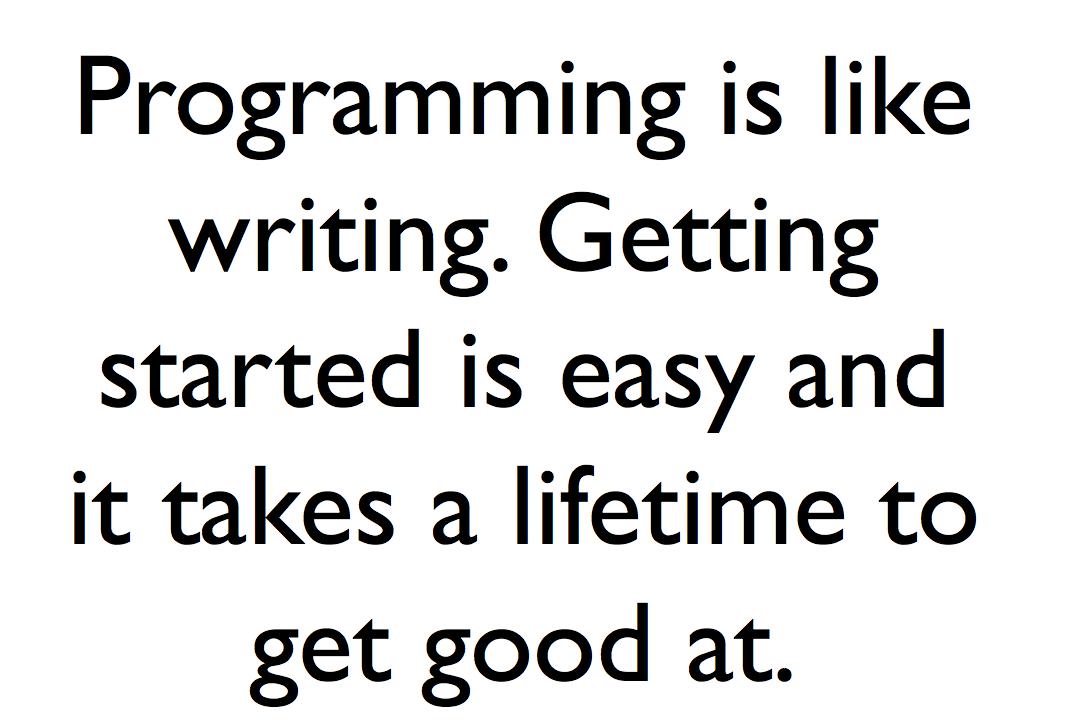 Programming is like
writing. Getting
started is easy and
it takes a lifetime to
get good at.